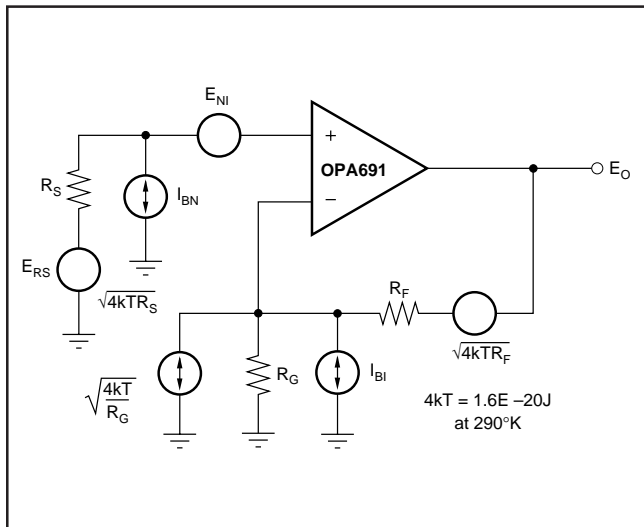 E_NI
+
OPA691
−
E_O
R_S
I_BN
E_RS
√4kTR_S
R_F
√4kTR_F
√4kT/R_G
R_G
I_BI
4kT = 1.6E –20J
at 290°K